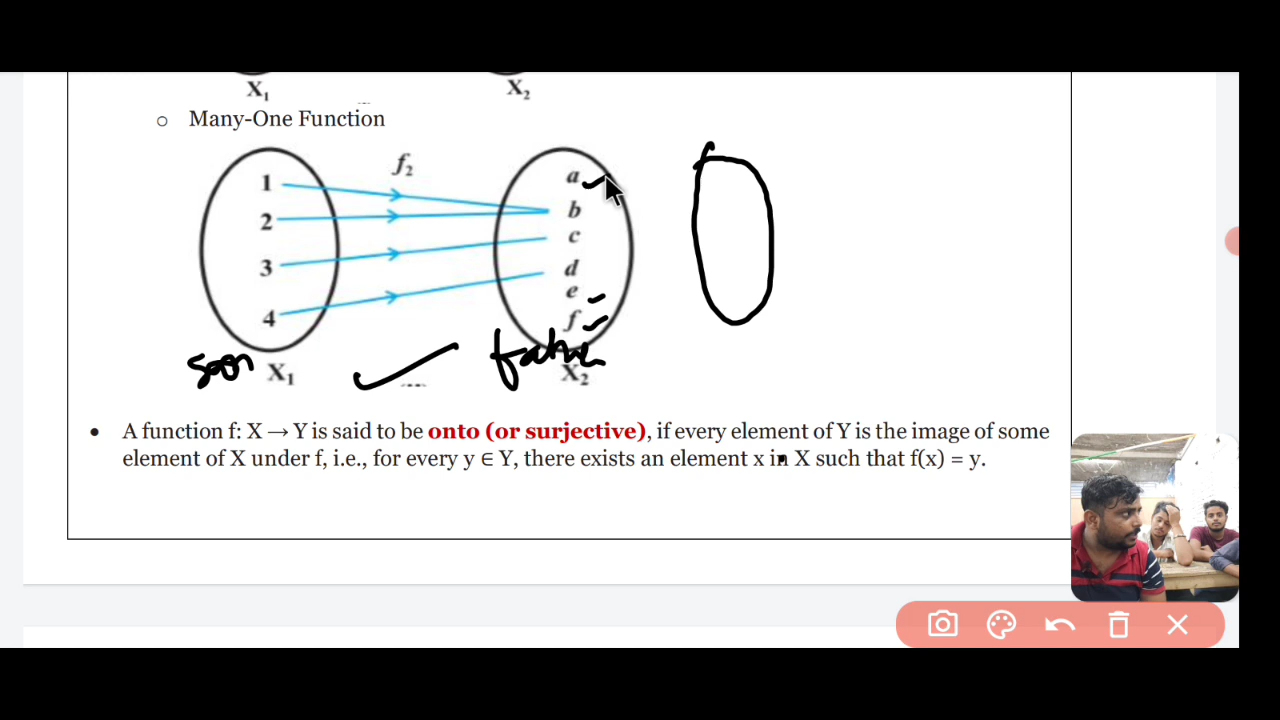 X₁ X₂
o Many-One Function
f₂
1 a
2 b
c
3 d
e
4 f
soon father
X₁ X₂
• A function f: X → Y is said to be onto (or surjective), if every element of Y is the image of some
element of X under f, i.e., for every y ∈ Y, there exists an element x in X such that f(x) = y.